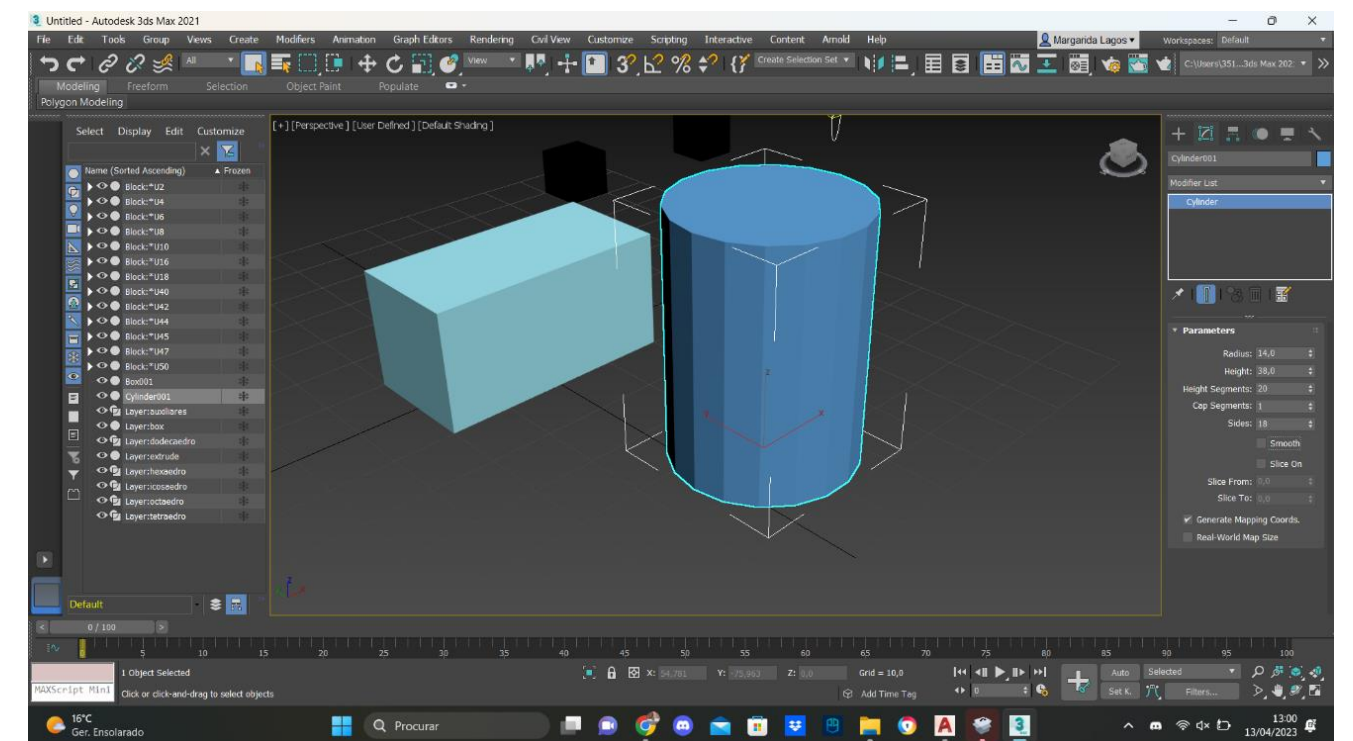 Untitled - Autodesk 3ds Max 2021
File Edit Tools Group Views Create Modifiers Animation Graph Editors Rendering Civil View Customize Scripting Interactive Content Arnold Help Margarida Lagos Workspaces: Default
All View Create Selection Set C:\Users\351...3ds Max 202:
Modeling Freeform Selection Object Paint Populate
Polygon Modeling
Select Display Edit Customize
Name (Sorted Ascending) Frozen
Block:*U2
Block:*U4
Block:*U6
Block:*U8
Block:*U10
Block:*U16
Block:*U18
Block:*U40
Block:*U42
Block:*U44
Block:*U45
Block:*U47
Block:*U50
Box001
Cylinder001
Layer:auxiliares
Layer:box
Layer:dodecaedro
Layer:extrude
Layer:hexaedro
Layer:icosaedro
Layer:octaedro
Layer:tetraedro
Default
[+] [Perspective ] [User Defined ] [Default Shading ]
z
x
z
Cylinder001
Modifier List
Cylinder
Parameters
Radius: 14,0
Height: 38,0
Height Segments: 20
Cap Segments: 1
Sides: 18
Smooth
Slice On
Slice From: 0,0
Slice To: 0,0
Generate Mapping Coords.
Real-World Map Size
0 / 100
0 5 10 15 20 25 30 35 40 45 50 55 60 65 70 75 80 85 90 95 100
1 Object Selected X: 54,781 Y: -75,963 Z: 0,0 Grid = 10,0 Auto Selected
MAXScript Mini Click or click-and-drag to select objects Add Time Tag 0 Set K. Filters...
16°C
Ger. Ensolarado
Procurar
13:00
13/04/2023